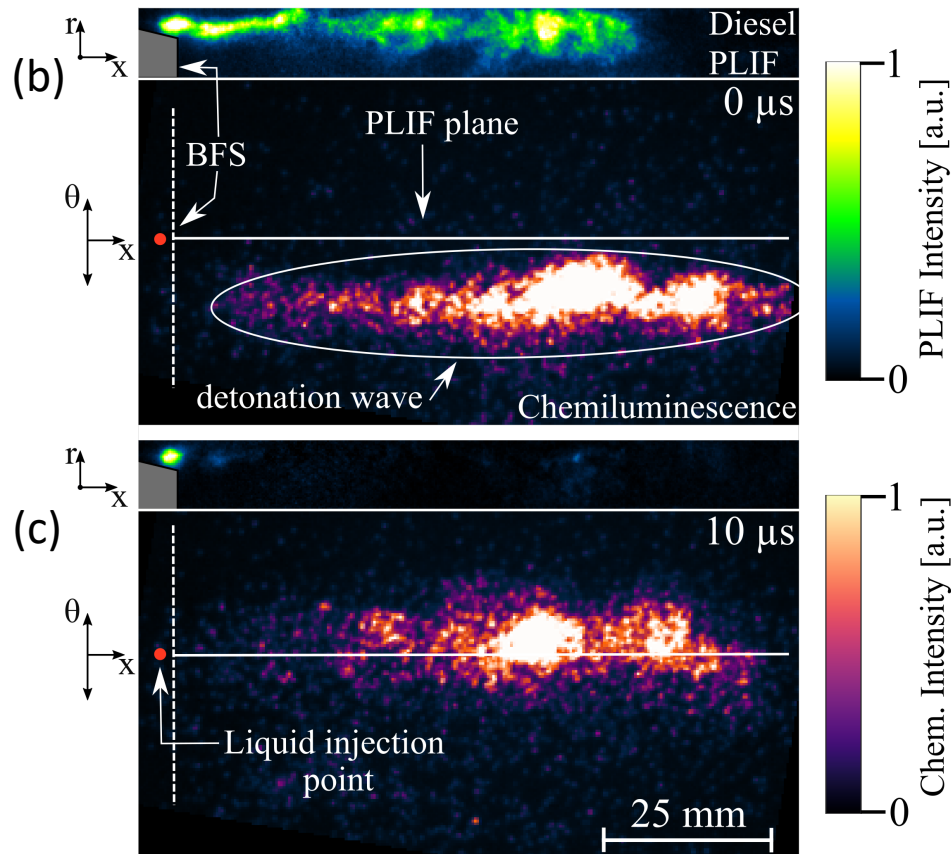 r
x
(b)
Diesel
PLIF
0 μs
PLIF plane
BFS
θ
x
detonation wave
Chemiluminescence
1
0
PLIF Intensity [a.u.]
r
x
(c)
10 μs
θ
x
Liquid injection
point
25 mm
1
0
Chem. Intensity [a.u.]